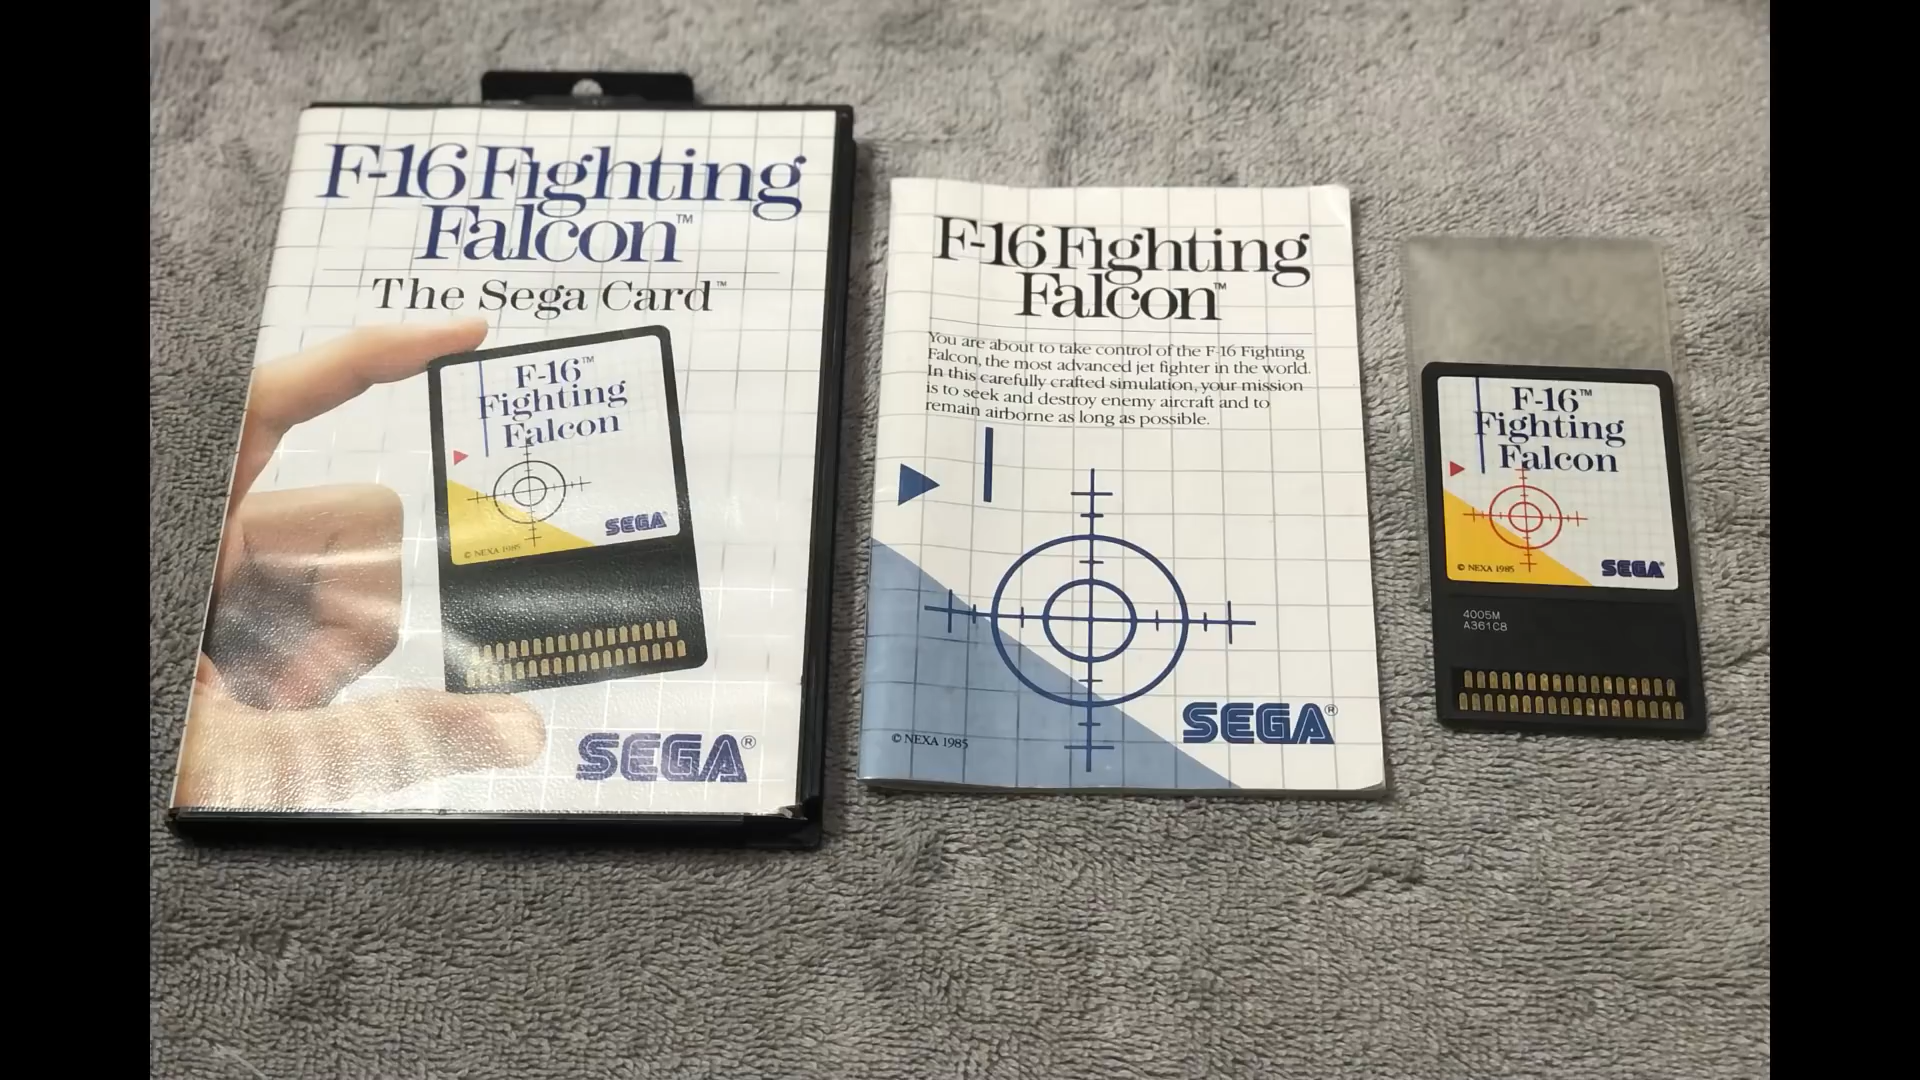 F-16 Fighting
Falcon™
The Sega Card™
F-16™
Fighting
Falcon
SEGA®
© NEXA 1985
SEGA®
F-16 Fighting
Falcon™
You are about to take control of the F-16 Fighting
Falcon, the most advanced jet fighter in the world.
In this carefully crafted simulation, your mission
is to seek and destroy enemy aircraft and to
remain airborne as long as possible.
SEGA®
© NEXA 1985
F-16™
Fighting
Falcon
© NEXA 1985
SEGA®
4005M
A361C8